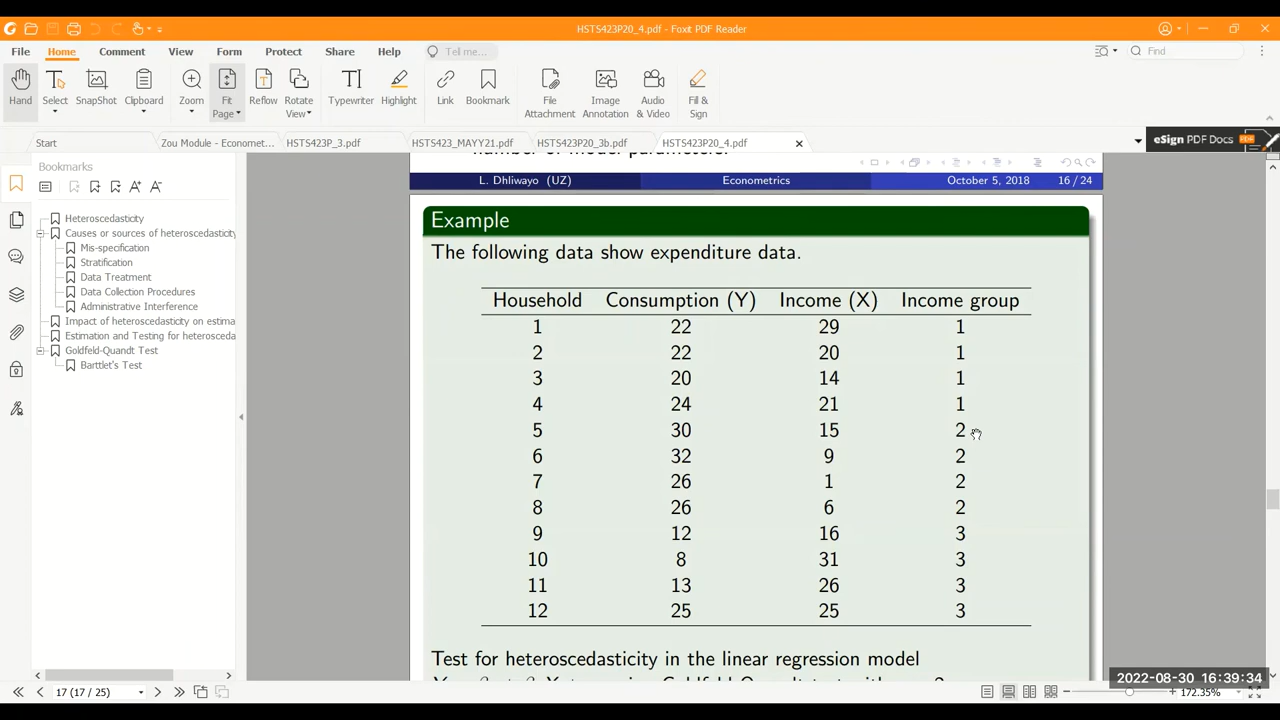 HSTS423P20_4.pdf - Foxit PDF Reader
File Home Comment View Form Protect Share Help Tell me... Find
Hand Select SnapShot Clipboard Zoom Fit Page Reflow Rotate View Typewriter Highlight Link Bookmark File Attachment Image Annotation Audio & Video Fill & Sign
Start Zou Module - Economet... HSTS423P_3.pdf HSTS423_MAYY21.pdf HSTS423P20_3b.pdf HSTS423P20_4.pdf eSign PDF Docs
Bookmarks
Heteroscedasticity
Causes or sources of heteroscedasticity
Mis-specification
Stratification
Data Treatment
Data Collection Procedures
Administrative Interference
Impact of heteroscedasticity on estima
Estimation and Testing for heterosceda
Goldfeld-Quandt Test
Barttlet's Test
number of model parameters.
L. Dhliwayo (UZ) Econometrics October 5, 2018 16 / 24
Example
The following data show expenditure data.
Household Consumption (Y) Income (X) Income group
1 22 29 1
2 22 20 1
3 20 14 1
4 24 21 1
5 30 15 2
6 32 9 2
7 26 1 2
8 26 6 2
9 12 16 3
10 8 31 3
11 13 26 3
12 25 25 3
Test for heteroscedasticity in the linear regression model
2022-08-30 16:39:34
17 (17 / 25) 172.35%